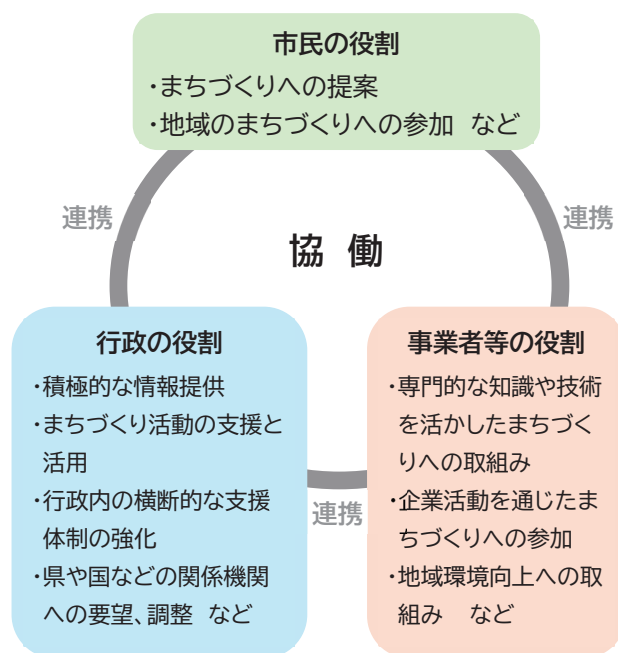 市民の役割
・まちづくりへの提案
・地域のまちづくりへの参加 など
連携
連携
協働
行政の役割
・積極的な情報提供
・まちづくり活動の支援と
活用
・行政内の横断的な支援
体制の強化
・県や国などの関係機関
への要望、調整 など
連携
事業者等の役割
・専門的な知識や技術
を活かしたまちづく
りへの取組み
・企業活動を通じたま
ちづくりへの参加
・地域環境向上への取
組み など